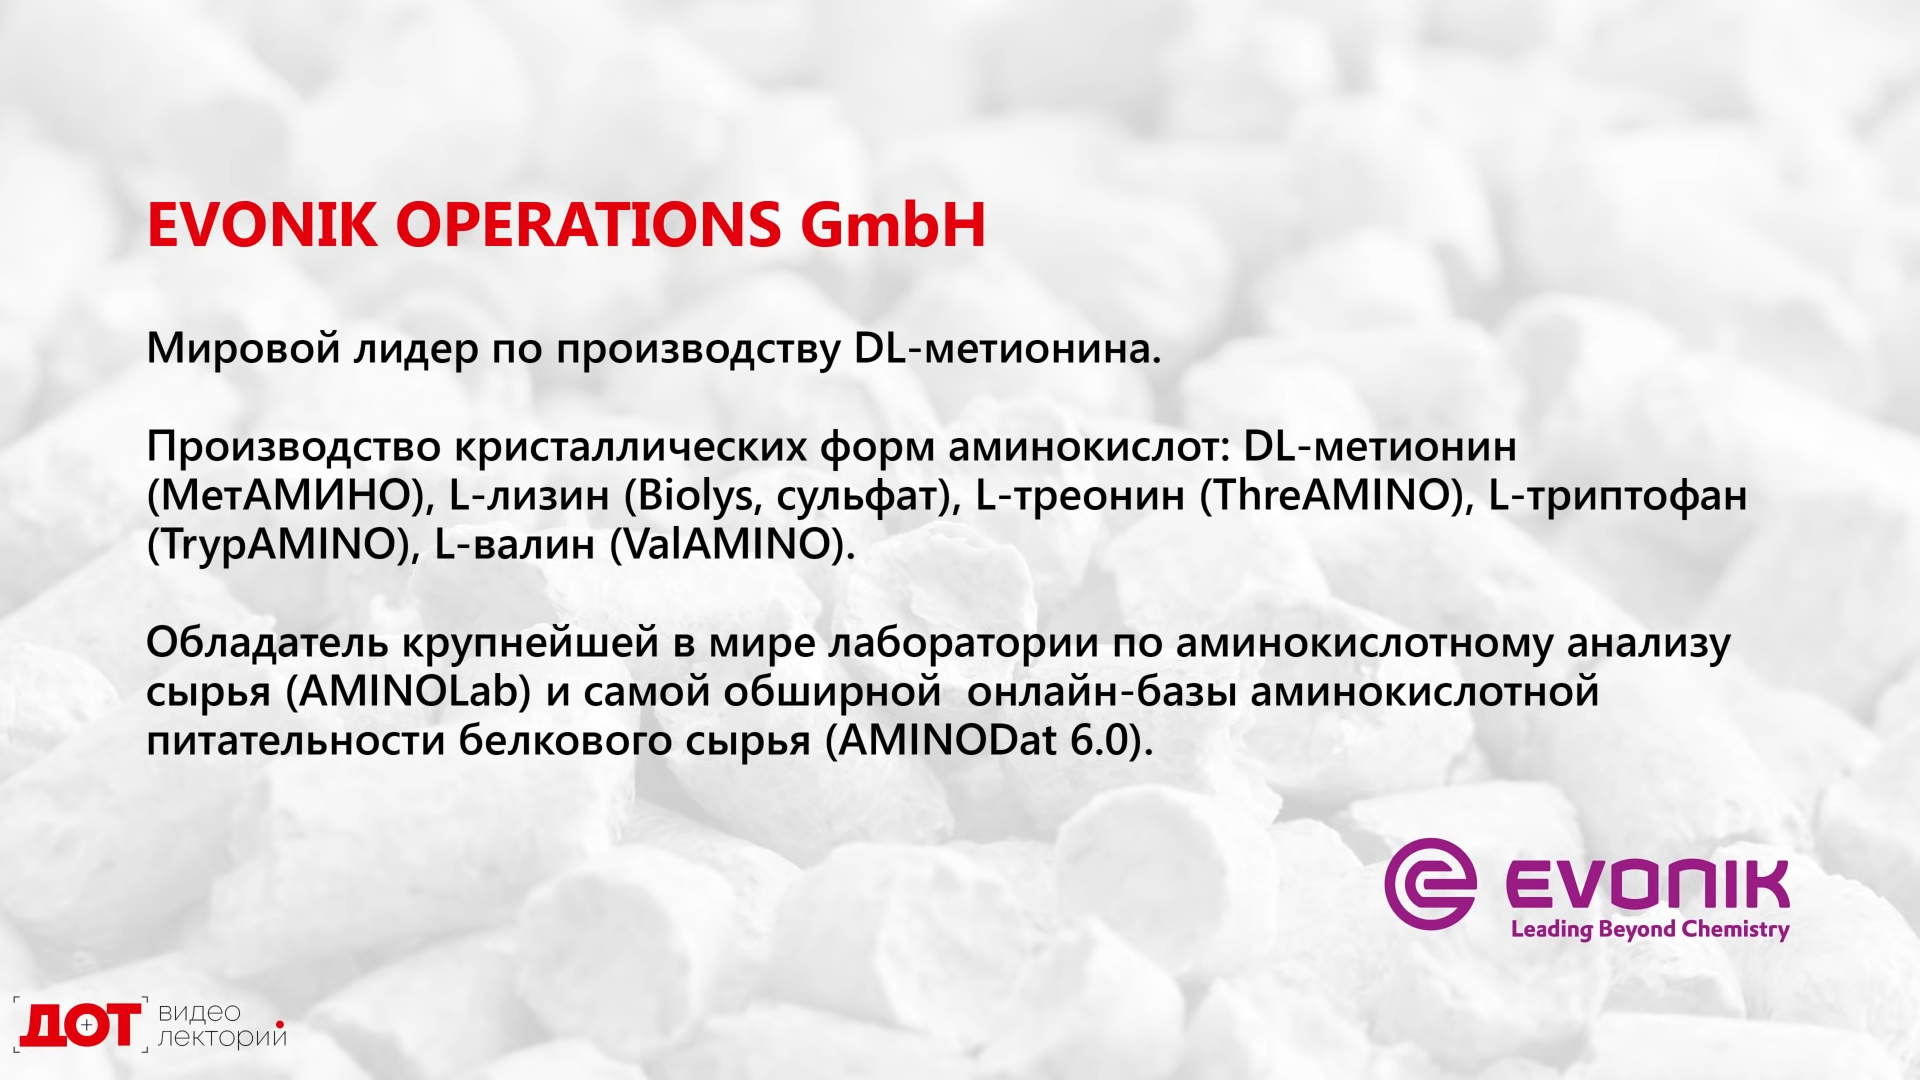 EVONIK OPERATIONS GmbH
Мировой лидер по производству DL-метионина.
Производство кристаллических форм аминокислот: DL-метионин
(МетАМИНО), L-лизин (Biolys, сульфат), L-треонин (ThreAMINO), L-триптофан
(TrypAMINO), L-валин (ValAMINO).
Обладатель крупнейшей в мире лаборатории по аминокислотному анализу
сырья (AMINOLab) и самой обширной  онлайн-базы аминокислотной
питательности белкового сырья (AMINODat 6.0).
EVONIK
Leading Beyond Chemistry
ДОТ видео
лекторий